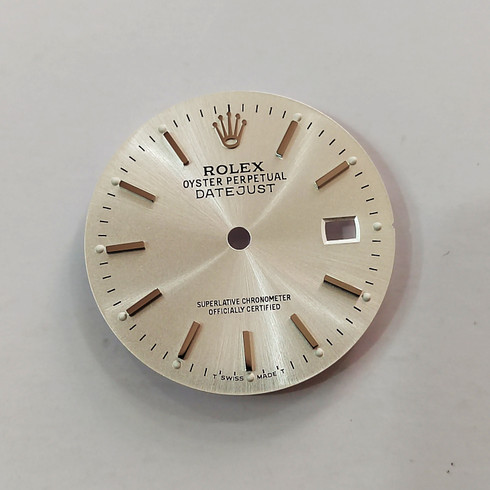 ROLEX
OYSTER PERPETUAL
DATEJUST
SUPERLATIVE CHRONOMETER
OFFICIALLY CERTIFIED
T SWISS MADE T